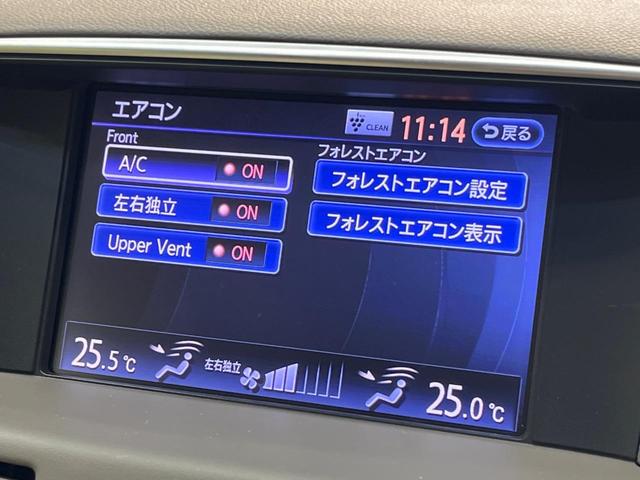 エアコン
CLEAN
11:14
戻る
Front
A/C ON
左右独立 ON
Upper Vent ON
フォレストエアコン
フォレストエアコン設定
フォレストエアコン表示
25.5℃
左右独立
25.0℃